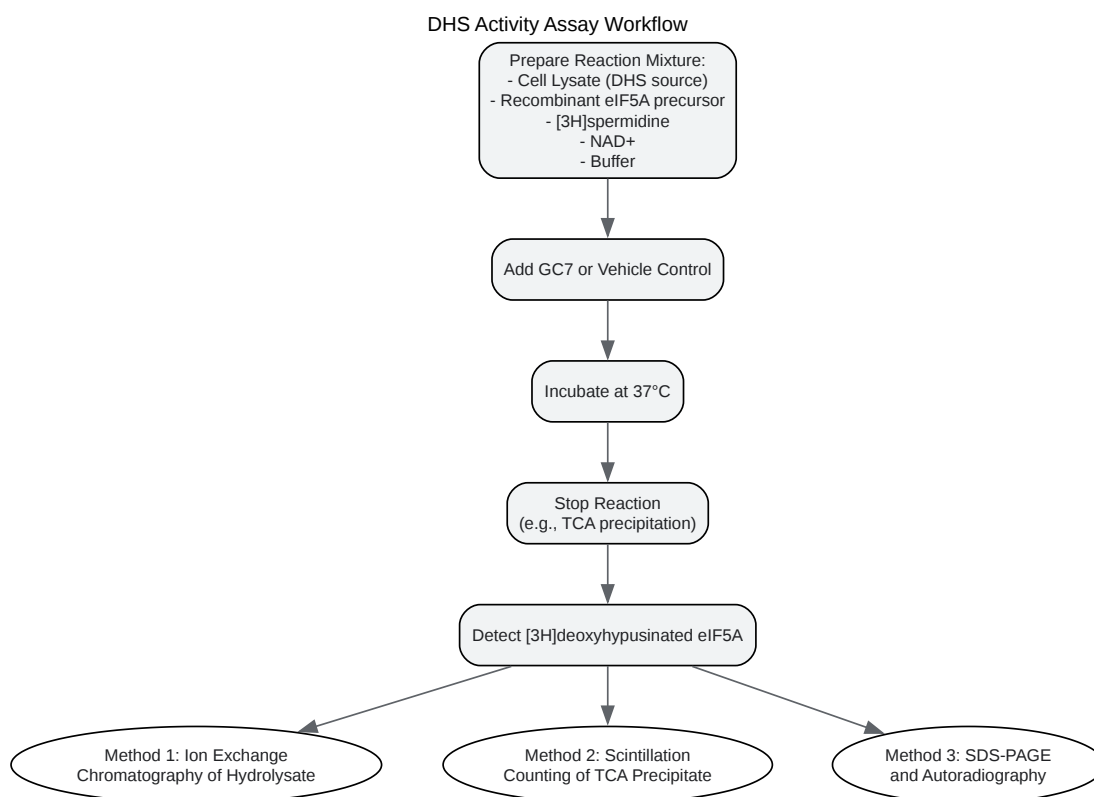 DHS Activity Assay Workflow
Prepare Reaction Mixture:
- Cell Lysate (DHS source)
- Recombinant eIF5A precursor
- [3H]spermidine
- NAD+
- Buffer
Add GC7 or Vehicle Control
Incubate at 37°C
Stop Reaction
(e.g., TCA precipitation)
Detect [3H]deoxyhypusinated eIF5A
Method 1: Ion Exchange
Chromatography of Hydrolysate
Method 2: Scintillation
Counting of TCA Precipitate
Method 3: SDS-PAGE
and Autoradiography